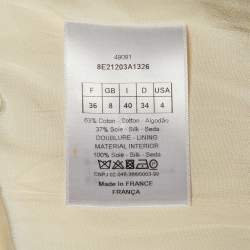 49091
8E21203A1326
F GB I D USA
36 8 40 34 4
63% Coton - Cotton - Algodão
37% Soie - Silk - Seda
DOUBLURE - LINING
MATERIAL INTERIOR
100% Soie - Silk - Seda
Made In FRANCE
FRANÇA